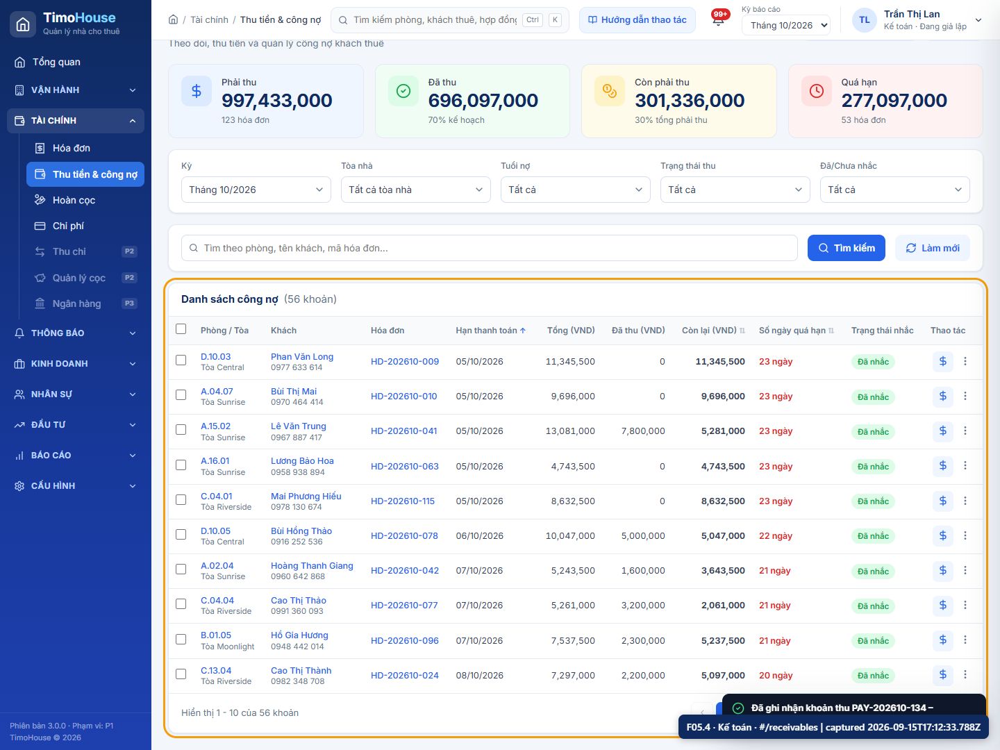 TimoHouse
Quản lý nhà cho thuê
Tổng quan
VẬN HÀNH
TÀI CHÍNH
Hóa đơn
Thu tiền & công nợ
Hoàn cọc
Chi phí
Thu chi P2
Quản lý cọc P2
Ngân hàng P3
THÔNG BÁO
KINH DOANH
NHÂN SỰ
ĐẦU TƯ
BÁO CÁO
CẤU HÌNH
Phiên bản 3.0.0 · Phạm vi: P1
TimoHouse © 2026
/ Tài chính / Thu tiền & công nợ
Tìm kiếm phòng, khách thuê, hợp đồng Ctrl K
Hướng dẫn thao tác
99+
Kỳ báo cáo
Tháng 10/2026
TL
Trần Thị Lan
Kế toán · Đang giả lập
Theo dõi, thu tiền và quản lý công nợ khách thuê
Phải thu
997,433,000
123 hóa đơn
Đã thu
696,097,000
70% kế hoạch
Còn phải thu
301,336,000
30% tổng phải thu
Quá hạn
277,097,000
53 hóa đơn
Kỳ Tòa nhà Tuổi nợ Trạng thái thu Đã/Chưa nhắc
Tháng 10/2026 Tất cả tòa nhà Tất cả Tất cả Tất cả
Tìm theo phòng, tên khách, mã hóa đơn... Tìm kiếm Làm mới
Danh sách công nợ (56 khoản)
Phòng / Tòa Khách Hóa đơn Hạn thanh toán ↑ Tổng (VND) Đã thu (VND) Còn lại (VND) ⇅ Số ngày quá hạn ⇅ Trạng thái nhắc Thao tác
D.10.03 Phan Văn Long HD-202610-009 05/10/2026 11,345,500 0 11,345,500 23 ngày Đã nhắc
Tòa Central 0977 633 614
A.04.07 Bùi Thị Mai HD-202610-010 05/10/2026 9,696,000 0 9,696,000 23 ngày Đã nhắc
Tòa Sunrise 0970 464 414
A.15.02 Lê Văn Trung HD-202610-041 05/10/2026 13,081,000 7,800,000 5,281,000 23 ngày Đã nhắc
Tòa Sunrise 0967 887 417
A.16.01 Lương Bảo Hoa HD-202610-063 05/10/2026 4,743,500 0 4,743,500 23 ngày Đã nhắc
Tòa Sunrise 0958 938 894
C.04.01 Mai Phương Hiếu HD-202610-115 05/10/2026 8,632,500 0 8,632,500 23 ngày Đã nhắc
Tòa Riverside 0978 130 674
D.10.05 Bùi Hồng Thảo HD-202610-078 06/10/2026 10,047,000 5,000,000 5,047,000 22 ngày Đã nhắc
Tòa Central 0916 252 536
A.02.04 Hoàng Thanh Giang HD-202610-042 07/10/2026 5,243,500 1,600,000 3,643,500 21 ngày Đã nhắc
Tòa Sunrise 0960 642 868
C.04.04 Cao Thị Thảo HD-202610-077 07/10/2026 5,261,000 3,200,000 2,061,000 21 ngày Đã nhắc
Tòa Riverside 0991 360 093
B.01.05 Hồ Gia Hương HD-202610-096 07/10/2026 7,537,500 2,300,000 5,237,500 21 ngày Đã nhắc
Tòa Moonlight 0948 442 014
C.13.04 Cao Thị Thành HD-202610-024 08/10/2026 7,297,000 2,200,000 5,097,000 20 ngày Đã nhắc
Tòa Riverside 0982 348 708
Hiển thị 1 - 10 của 56 khoản
Đã ghi nhận khoản thu PAY-202610-134 –
F05.4 · Kế toán · #/receivables | captured 2026-09-15T17:12:33.788Z